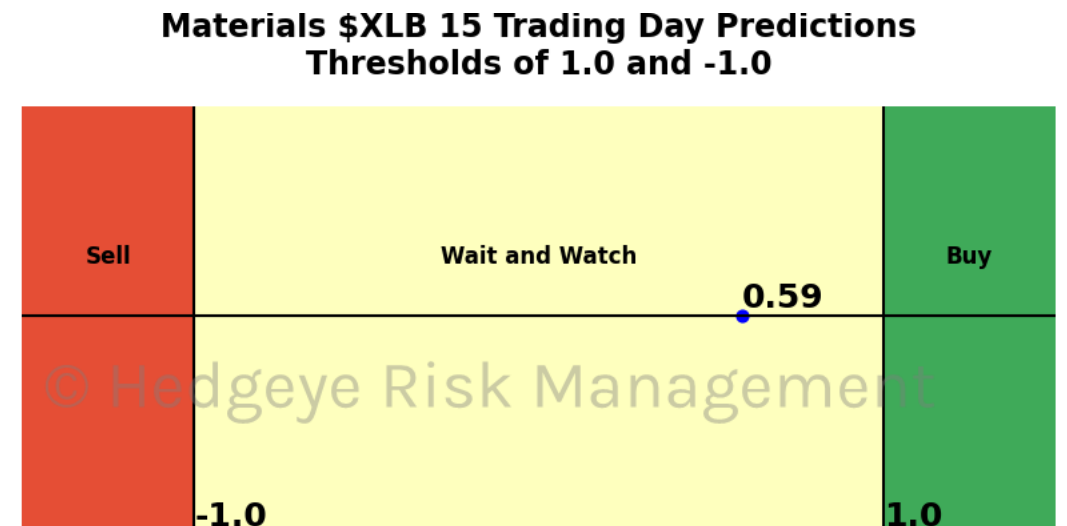 Materials $XLB 15 Trading Day Predictions
Thresholds of 1.0 and -1.0
Sell
Wait and Watch
Buy
0.59
© Hedgeye Risk Management
-1.0
1.0